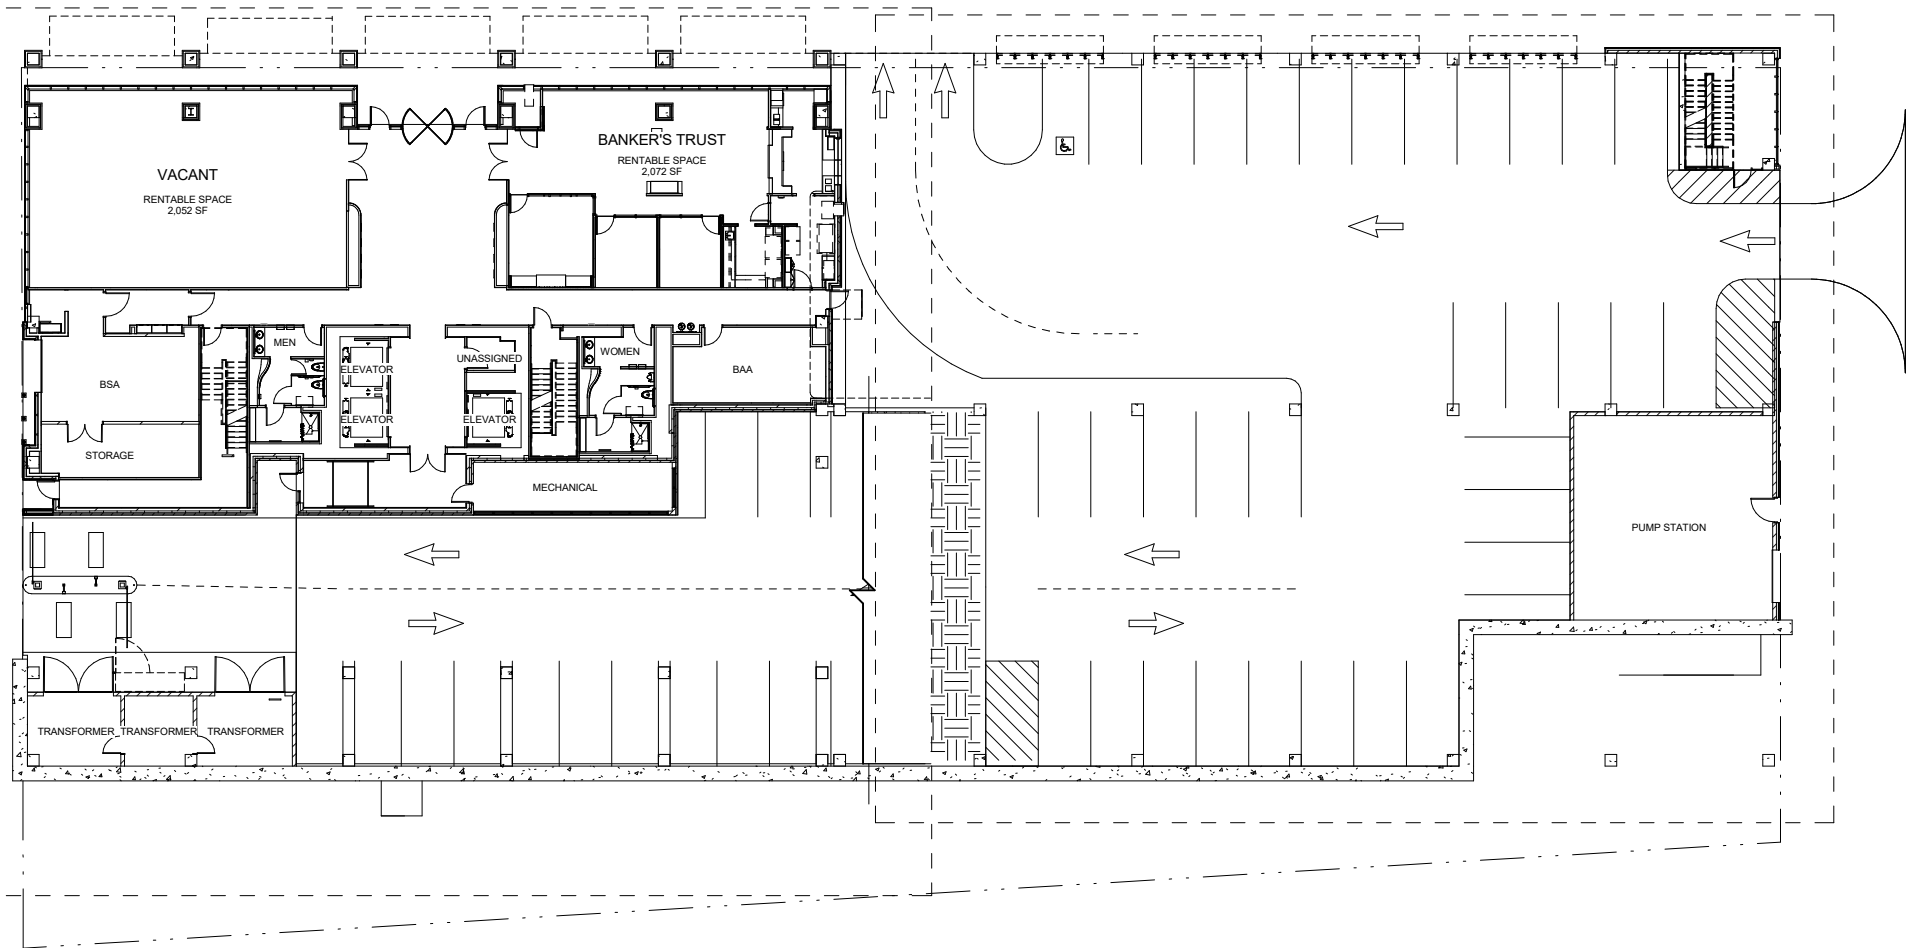 BANKER'S TRUST
RENTABLE SPACE
2,072 SF
VACANT
RENTABLE SPACE
2,052 SF
MEN
UNASSIGNED
WOMEN
ELEVATOR
BAA
BSA
ELEVATOR
ELEVATOR
STORAGE
MECHANICAL
PUMP STATION
TRANSFORMER
TRANSFORMER
TRANSFORMER